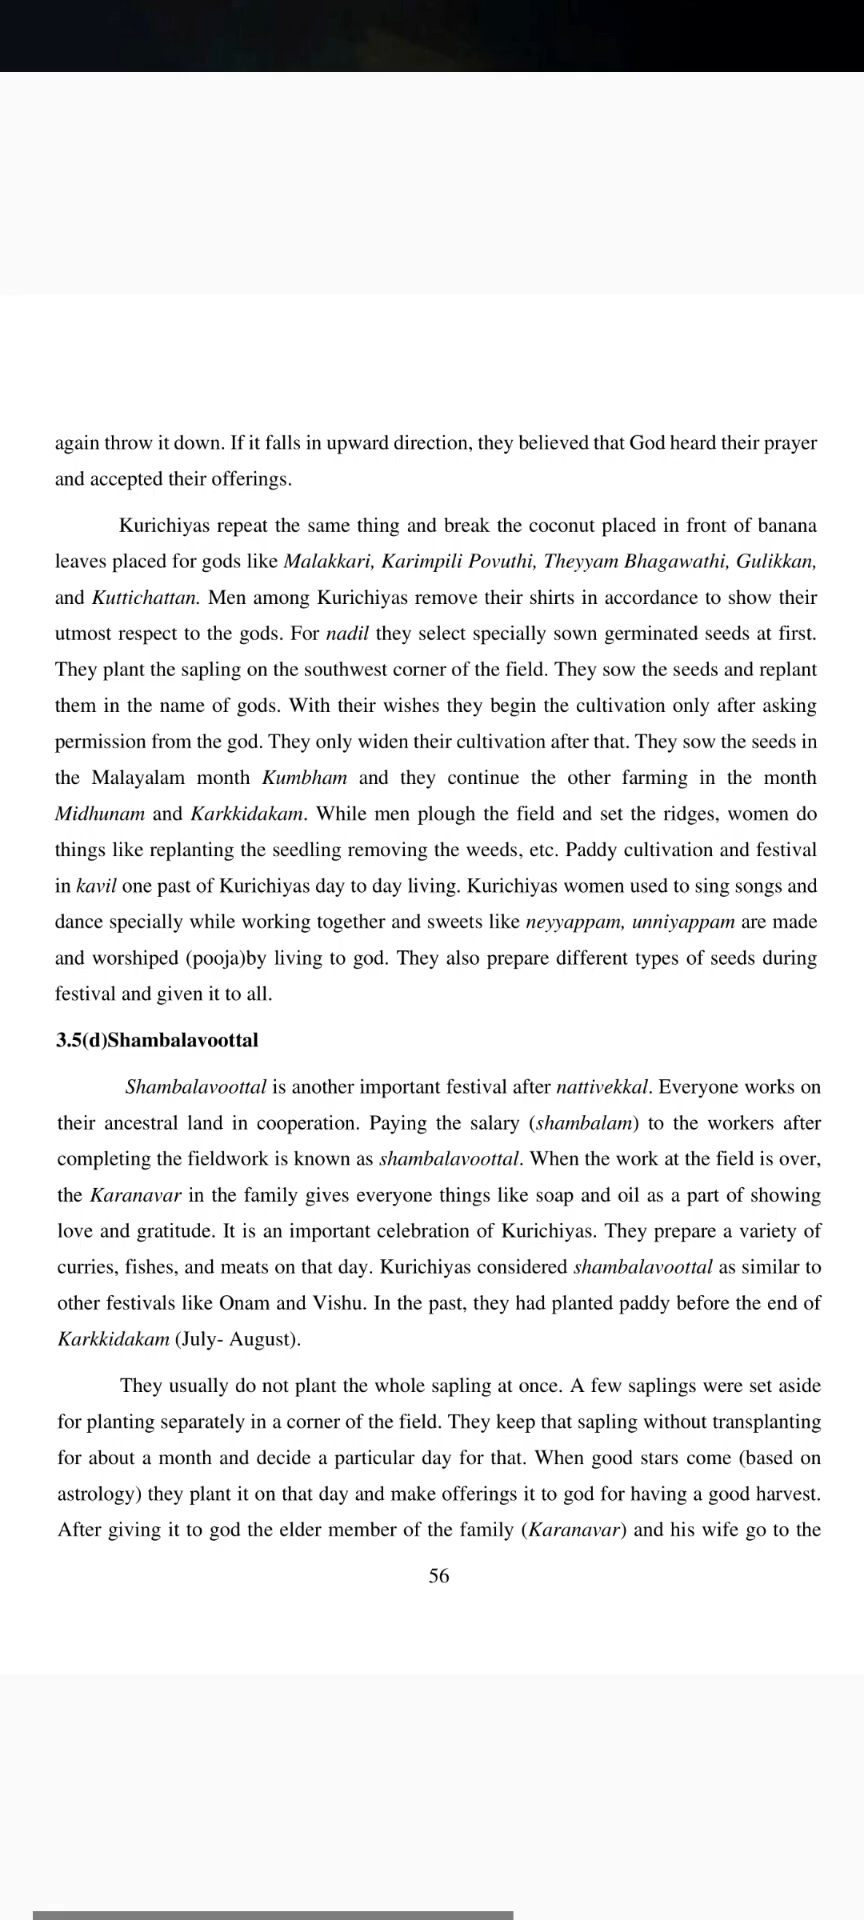 again throw it down. If it falls in upward direction, they believed that God heard their prayer
and accepted their offerings.
Kurichiyas repeat the same thing and break the coconut placed in front of banana
leaves placed for gods like Malakkari, Karimpili Povuthi, Theyyam Bhagawathi, Gulikkan,
and Kuttichattan. Men among Kurichiyas remove their shirts in accordance to show their
utmost respect to the gods. For nadil they select specially sown germinated seeds at first.
They plant the sapling on the southwest corner of the field. They sow the seeds and replant
them in the name of gods. With their wishes they begin the cultivation only after asking
permission from the god. They only widen their cultivation after that. They sow the seeds in
the Malayalam month Kumbham and they continue the other farming in the month
Midhunam and Karkkidakam. While men plough the field and set the ridges, women do
things like replanting the seedling removing the weeds, etc. Paddy cultivation and festival
in kavil one past of Kurichiyas day to day living. Kurichiyas women used to sing songs and
dance specially while working together and sweets like neyyappam, unniyappam are made
and worshiped (pooja)by living to god. They also prepare different types of seeds during
festival and given it to all.
3.5(d)Shambalavoottal
Shambalavoottal is another important festival after nattivekkal. Everyone works on
their ancestral land in cooperation. Paying the salary (shambalam) to the workers after
completing the fieldwork is known as shambalavoottal. When the work at the field is over,
the Karanavar in the family gives everyone things like soap and oil as a part of showing
love and gratitude. It is an important celebration of Kurichiyas. They prepare a variety of
curries, fishes, and meats on that day. Kurichiyas considered shambalavoottal as similar to
other festivals like Onam and Vishu. In the past, they had planted paddy before the end of
Karkkidakam (July- August).
They usually do not plant the whole sapling at once. A few saplings were set aside
for planting separately in a corner of the field. They keep that sapling without transplanting
for about a month and decide a particular day for that. When good stars come (based on
astrology) they plant it on that day and make offerings it to god for having a good harvest.
After giving it to god the elder member of the family (Karanavar) and his wife go to the
56